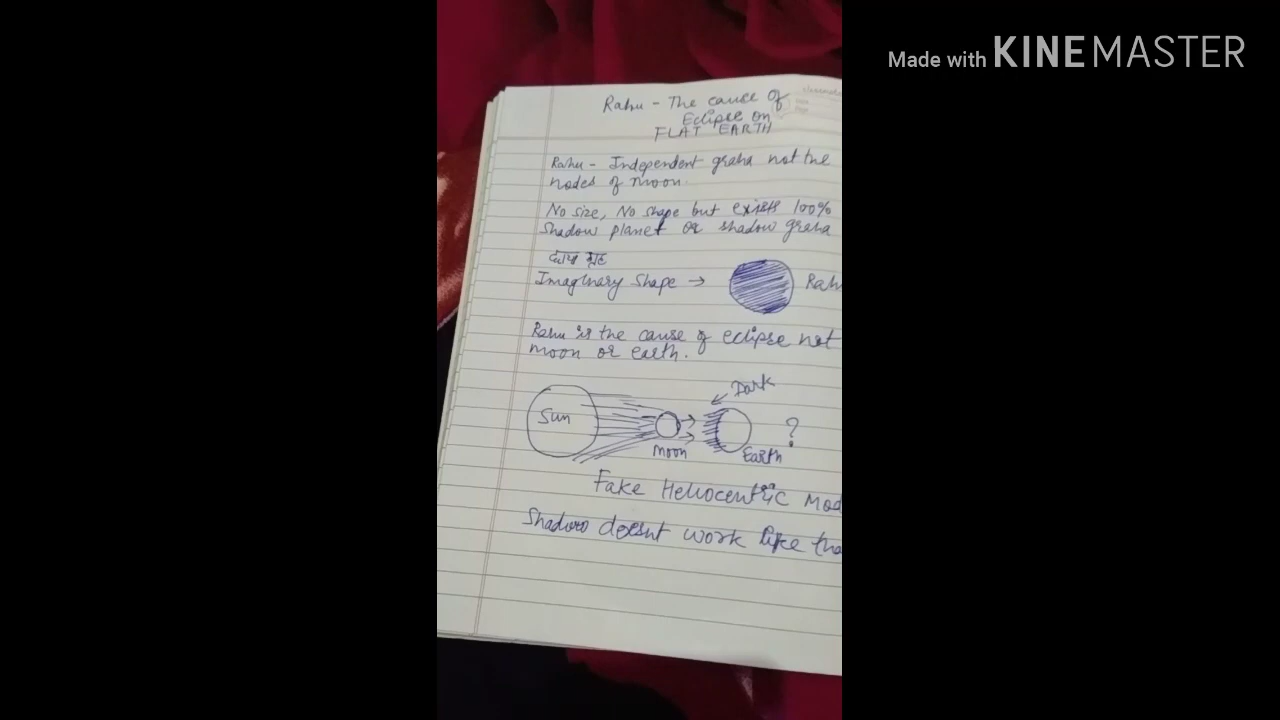 Made with KINEMASTER
Rahu - The cause of
Eclipse on
FLAT EARTH
Rahu - Independent graha not the
nodes of moon.
No size, No shape but exists 100%
Shadow planet or shadow graha
छाया ग्रह
Imaginary Shape →
Rah
Rahu is the cause of eclipse not
moon or earth.
Dark
Sun
?
Moon
Earth
Fake Heliocentric Mod
Shadow doesnt work like tha